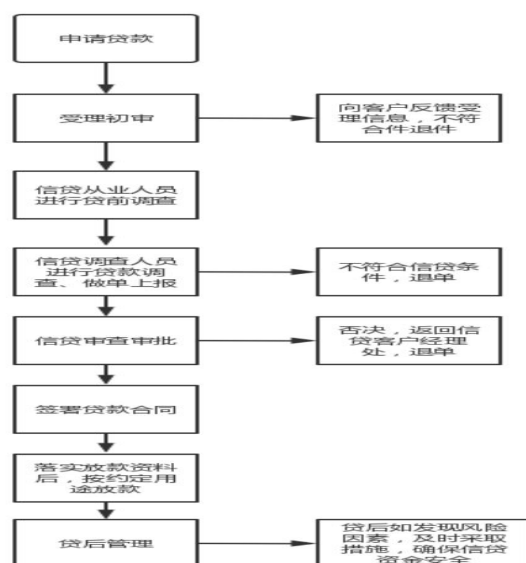 申请贷款
受理初审
向客户反馈受
理信息，不符
合件退件
信贷从业人员
进行贷前调查
信贷调查人员
进行贷款调
查、做单上报
不符合信贷条
件，退单
信贷审查审批
否决，返回信
贷客户经理
处，退单
签署贷款合同
落实放款资料
后，按约定用
途放款
贷后管理
贷后如发现风险
因素，及时采取
措施，确保信贷
资金安全